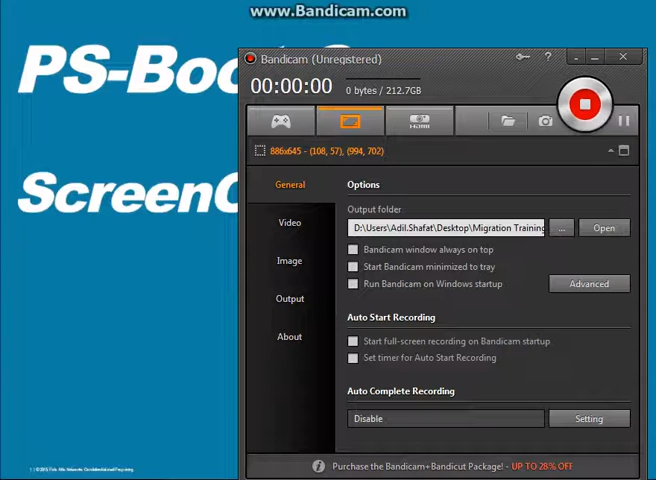 www.Bandicam.com
PS-Boo
ScreenC
Bandicam (Unregistered)
?
00:00:00
0 bytes / 212.7GB
HDMI
886x645 - (108, 57), (994, 702)
General
Video
Image
Output
About
Options
Output folder
D:\Users\Adil.Shafat\Desktop\Migration Training
...
Open
Bandicam window always on top
Start Bandicam minimized to tray
Run Bandicam on Windows startup
Advanced
Auto Start Recording
Start full-screen recording on Bandicam startup
Set timer for Auto Start Recording
Auto Complete Recording
Disable
Setting
Purchase the Bandicam+Bandicut Package! - UP TO 28% OFF